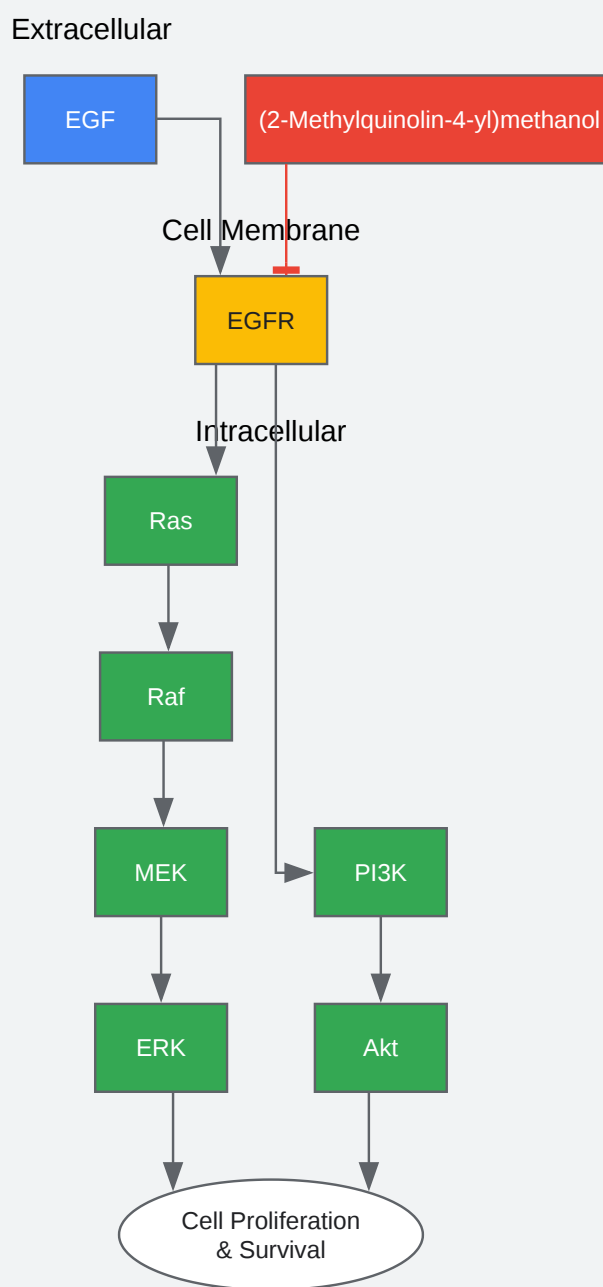 Extracellular
EGF
(2-Methylquinolin-4-yl)methanol
Cell Membrane
EGFR
Intracellular
Ras
Raf
MEK
PI3K
ERK
Akt
Cell Proliferation
& Survival